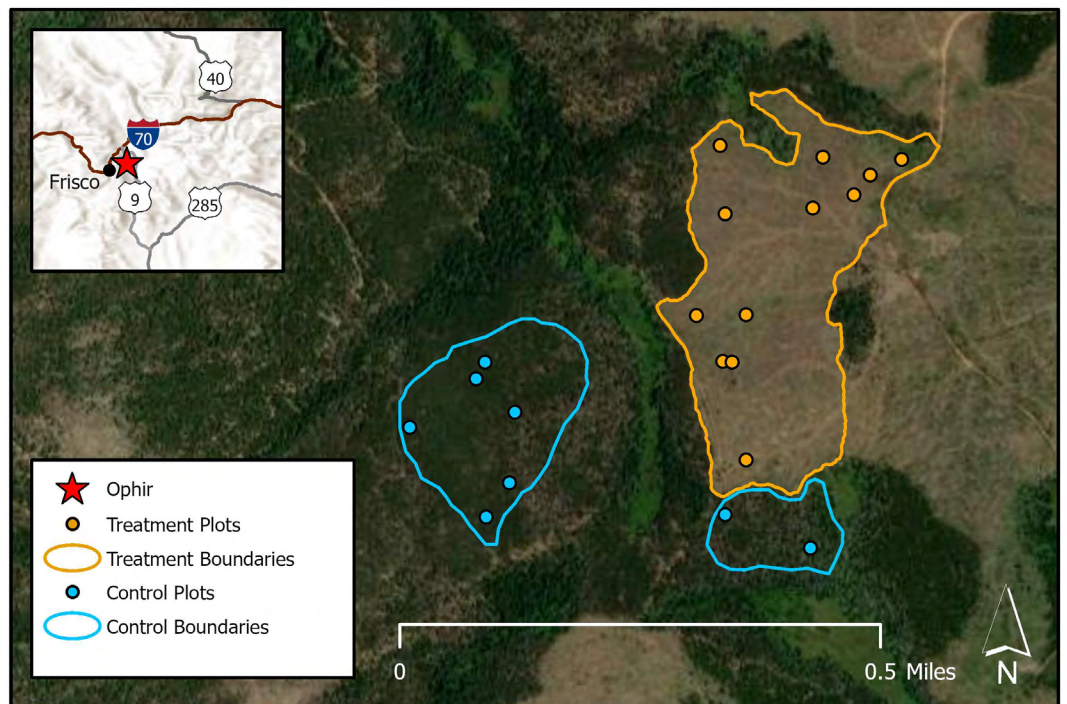 40
70
Frisco
9
285
Ophir
Treatment Plots
Treatment Boundaries
Control Plots
Control Boundaries
0
0.5 Miles
N